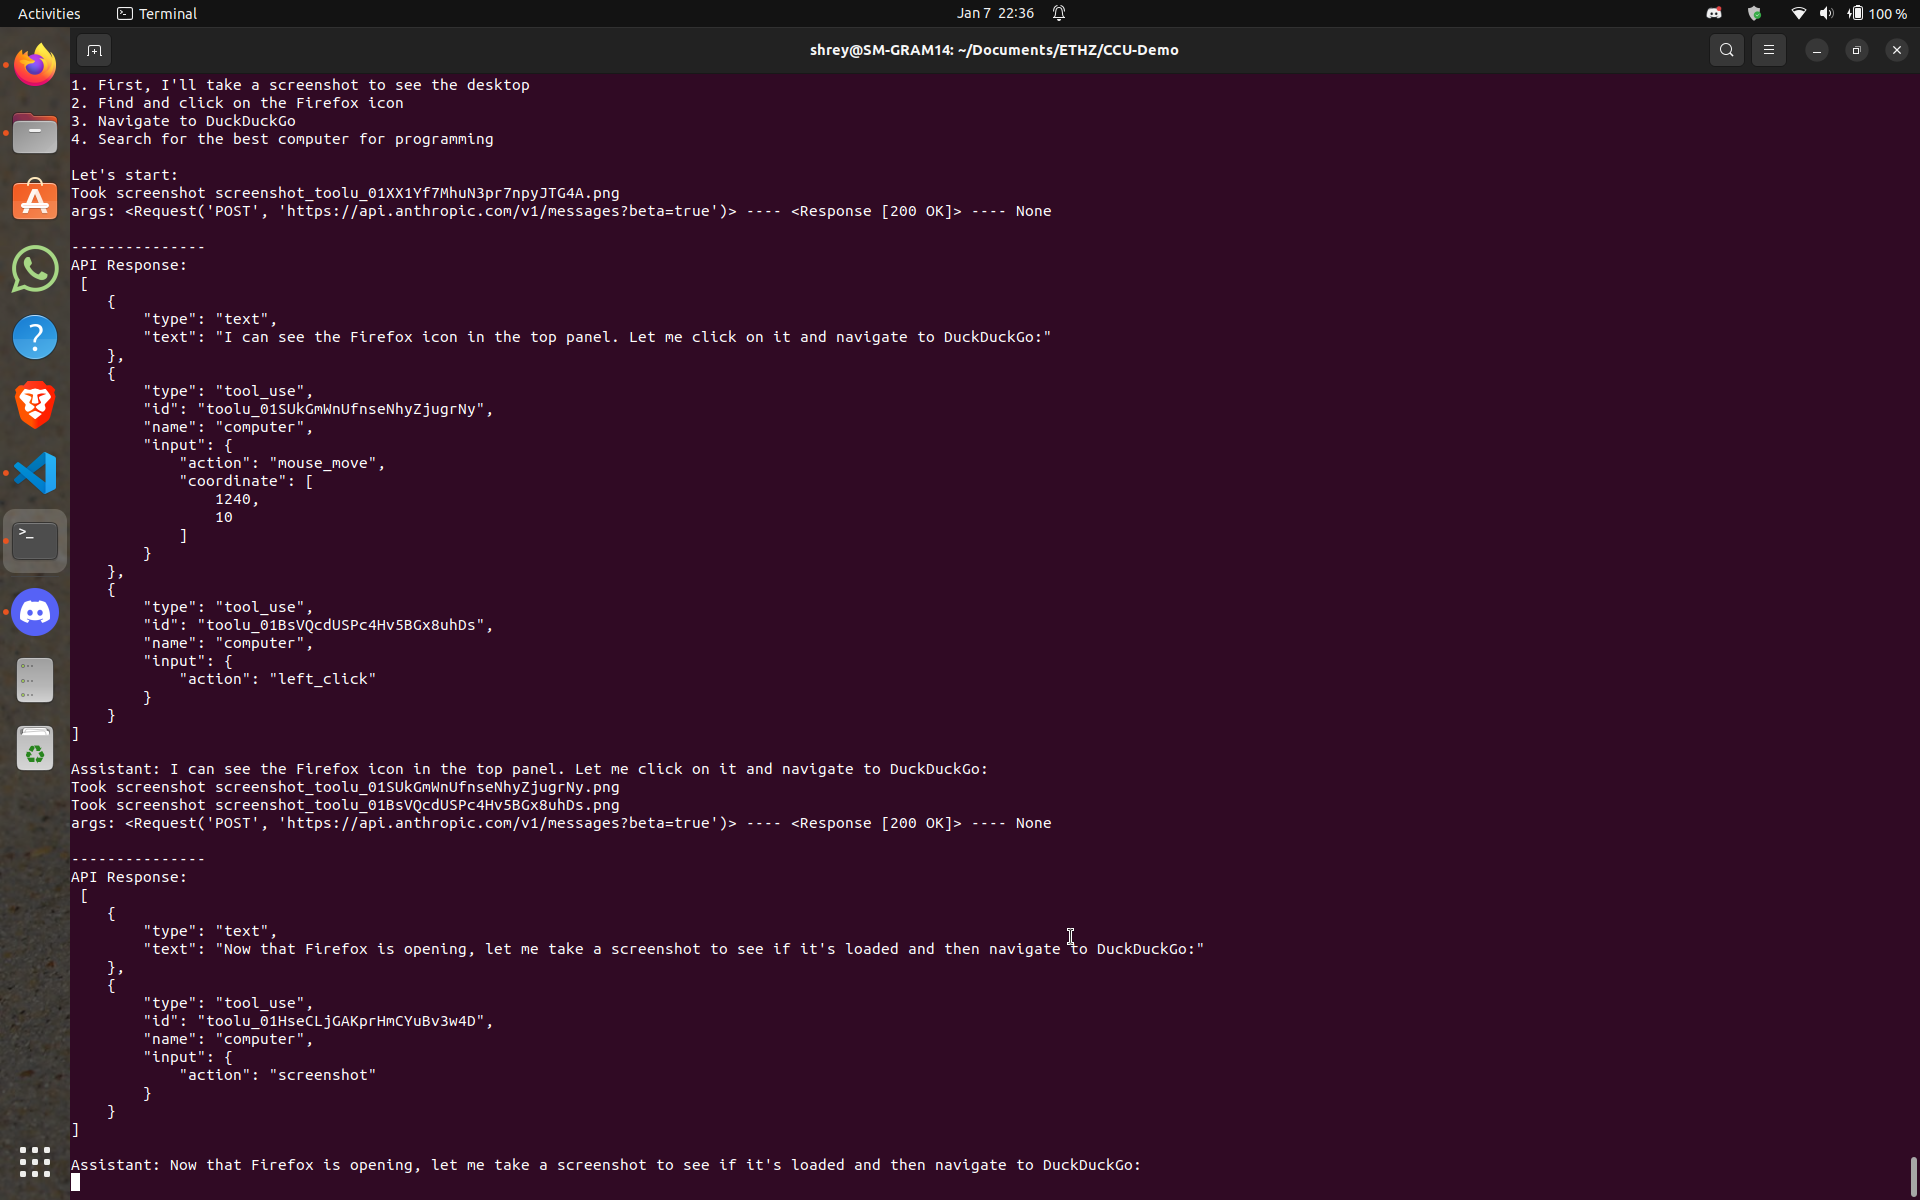 Activities Terminal Jan 7 22:36 100 %
shrey@SM-GRAM14: ~/Documents/ETHZ/CCU-Demo
1. First, I'll take a screenshot to see the desktop
2. Find and click on the Firefox icon
3. Navigate to DuckDuckGo
4. Search for the best computer for programming
Let's start:
Took screenshot screenshot_toolu_01XX1Yf7MhuN3pr7npyJTG4A.png
args: <Request('POST', 'https://api.anthropic.com/v1/messages?beta=true')> ---- <Response [200 OK]> ---- None
---------------
API Response:
[
{
"type": "text",
"text": "I can see the Firefox icon in the top panel. Let me click on it and navigate to DuckDuckGo:"
},
{
"type": "tool_use",
"id": "toolu_01SUkGmWnUfnseNhyZjugrNy",
"name": "computer",
"input": {
"action": "mouse_move",
"coordinate": [
1240,
10
]
}
},
{
"type": "tool_use",
"id": "toolu_01BsVQcdUSPc4Hv5BGx8uhDs",
"name": "computer",
"input": {
"action": "left_click"
}
}
]
Assistant: I can see the Firefox icon in the top panel. Let me click on it and navigate to DuckDuckGo:
Took screenshot screenshot_toolu_01SUkGmWnUfnseNhyZjugrNy.png
Took screenshot screenshot_toolu_01BsVQcdUSPc4Hv5BGx8uhDs.png
args: <Request('POST', 'https://api.anthropic.com/v1/messages?beta=true')> ---- <Response [200 OK]> ---- None
---------------
API Response:
[
{
"type": "text",
"text": "Now that Firefox is opening, let me take a screenshot to see if it's loaded and then navigate to DuckDuckGo:"
},
{
"type": "tool_use",
"id": "toolu_01HseCLjGAKprHmCYuBv3w4D",
"name": "computer",
"input": {
"action": "screenshot"
}
}
]
Assistant: Now that Firefox is opening, let me take a screenshot to see if it's loaded and then navigate to DuckDuckGo: